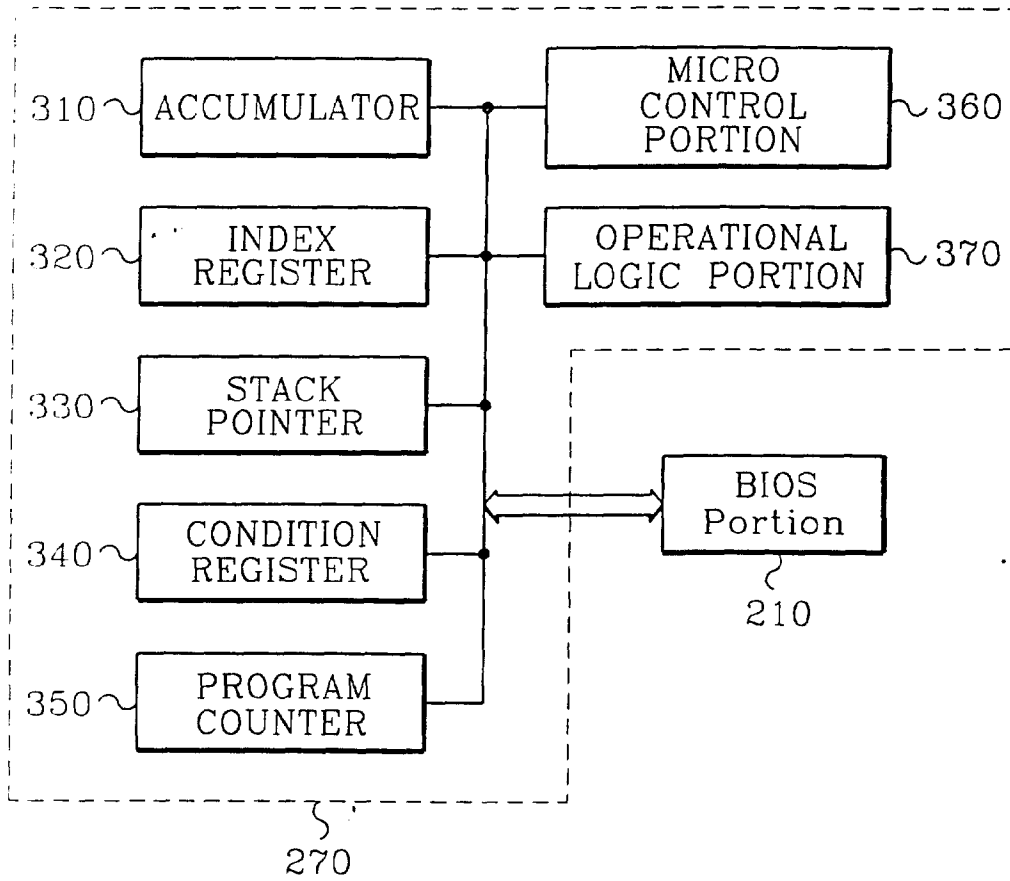 310
ACCUMULATOR
MICRO
CONTROL
PORTION
360
320
INDEX
REGISTER
OPERATIONAL
LOGIC PORTION
370
330
STACK
POINTER
BIOS
Portion
210
340
CONDITION
REGISTER
350
PROGRAM
COUNTER
270